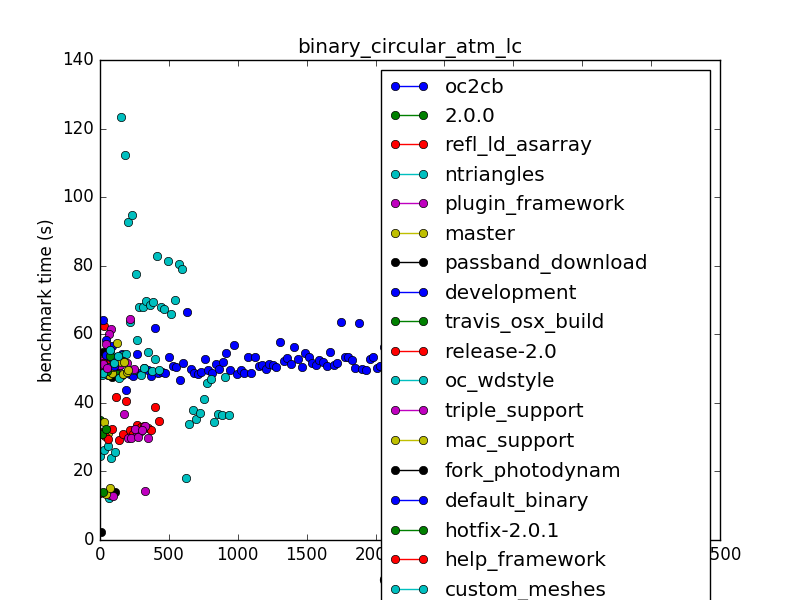 binary_circular_atm_lc
benchmark time (s)
140
120
100
80
60
40
20
0
0
500
1000
1500
200
500
oc2cb
2.0.0
refl_ld_asarray
ntriangles
plugin_framework
master
passband_download
development
travis_osx_build
release-2.0
oc_wdstyle
triple_support
mac_support
fork_photodynam
default_binary
hotfix-2.0.1
help_framework
custom_meshes